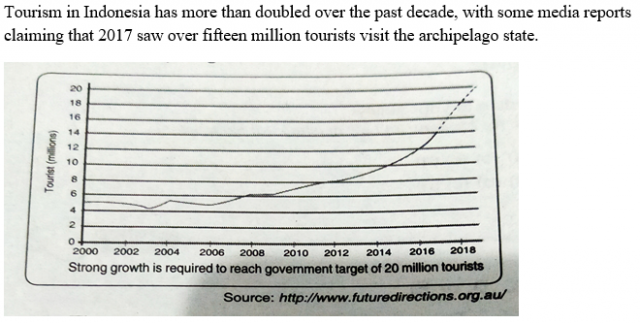 Tourism in Indonesia has more than doubled over the past decade, with some media reports
claiming that 2017 saw over fifteen million tourists visit the archipelago state.
20
18
16
14
12
10
8
6
4
2
0
Tourist (millions)
2000 2002 2004 2006 2008 2010 2012 2014 2016 2018
Strong growth is required to reach government target of 20 million tourists
Source: http://www.futuredirections.org.au/